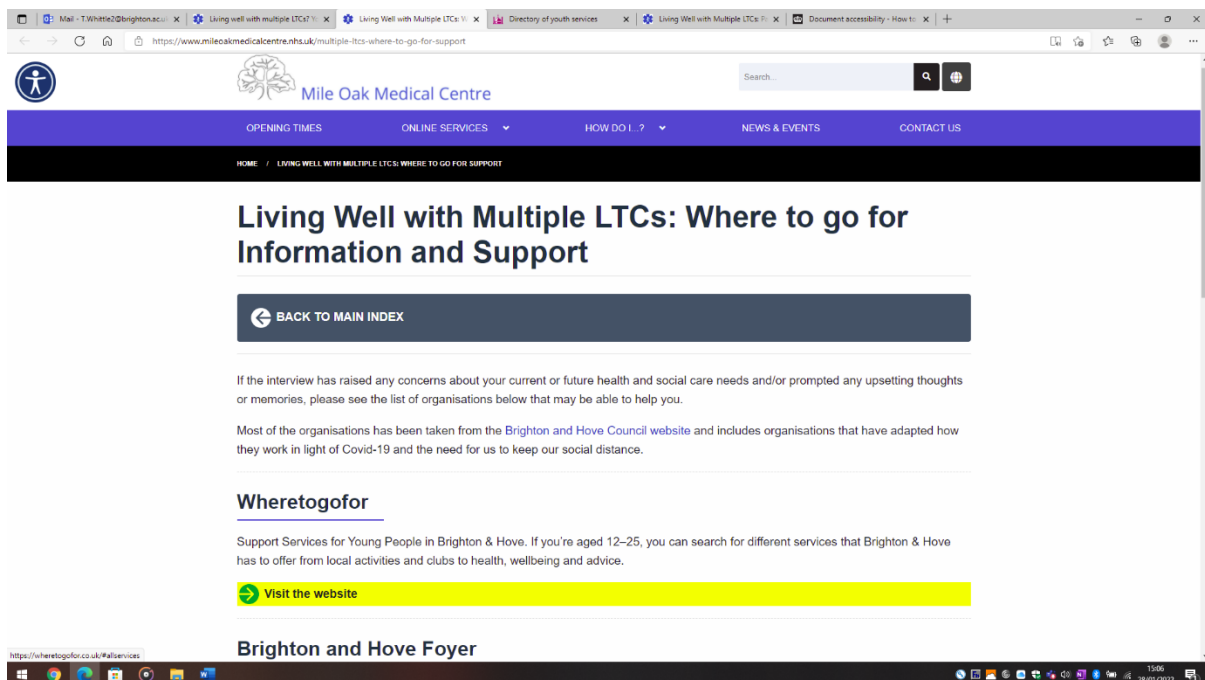 Mail - T.Whittle2@brighton.ac.u
Living well with multiple LTCs? Yo
Living Well with Multiple LTCs: W
Directory of youth services
Living Well with Multiple LTCs: Fu
Document accessibility - How to
https://www.mileoakmedicalcentre.nhs.uk/multiple-ltcs-where-to-go-for-support
Mile Oak Medical Centre
Search...
OPENING TIMES ONLINE SERVICES HOW DO I...? NEWS & EVENTS CONTACT US
HOME / LIVING WELL WITH MULTIPLE LTCS: WHERE TO GO FOR SUPPORT
Living Well with Multiple LTCs: Where to go for
Information and Support
BACK TO MAIN INDEX
If the interview has raised any concerns about your current or future health and social care needs and/or prompted any upsetting thoughts
or memories, please see the list of organisations below that may be able to help you.
Most of the organisations has been taken from the Brighton and Hove Council website and includes organisations that have adapted how
they work in light of Covid-19 and the need for us to keep our social distance.
Wheretogofor
Support Services for Young People in Brighton & Hove. If you're aged 12–25, you can search for different services that Brighton & Hove
has to offer from local activities and clubs to health, wellbeing and advice.
Visit the website
Brighton and Hove Foyer
https://wheretogofor.co.uk/#allservices
15:06